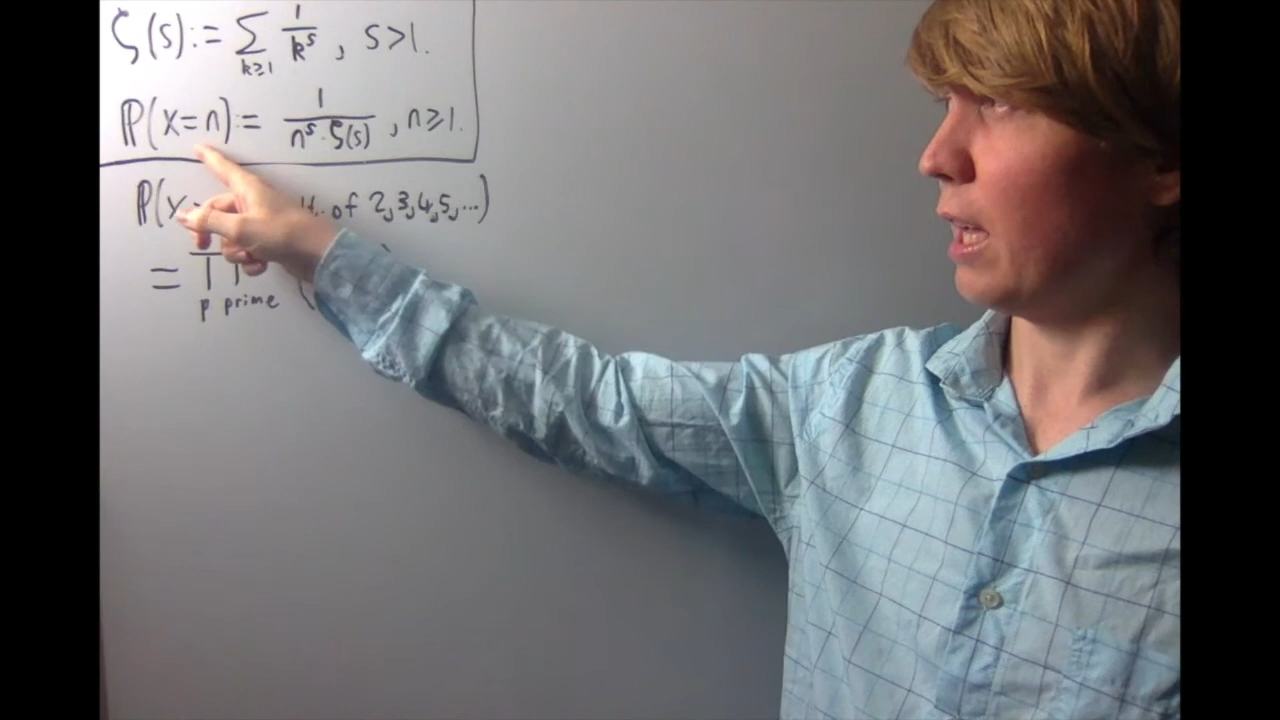 ζ(s) := ∑ 1/k^s , s>1.
k≥1
ℙ(X=n) := 1/(n^s · ζ(s)) , n≥1.
ℙ(X of 2,3,4,5,...)
= ∏
p prime